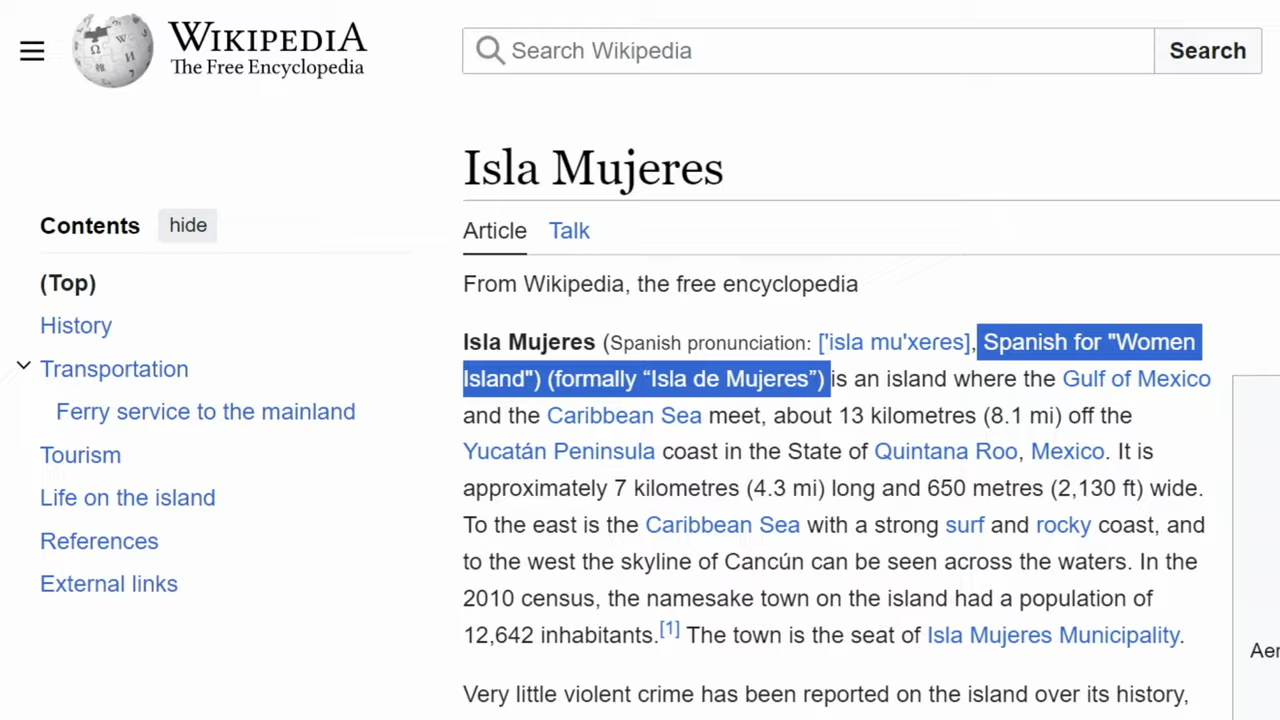 WIKIPEDIA
The Free Encyclopedia
Search Wikipedia
Search
Isla Mujeres
Contents hide
Article Talk
(Top)
From Wikipedia, the free encyclopedia
History
Transportation
Ferry service to the mainland
Tourism
Life on the island
References
External links
Isla Mujeres (Spanish pronunciation: ['isla mu'xeɾes], Spanish for "Women
Island") (formally “Isla de Mujeres”) is an island where the Gulf of Mexico
and the Caribbean Sea meet, about 13 kilometres (8.1 mi) off the
Yucatán Peninsula coast in the State of Quintana Roo, Mexico. It is
approximately 7 kilometres (4.3 mi) long and 650 metres (2,130 ft) wide.
To the east is the Caribbean Sea with a strong surf and rocky coast, and
to the west the skyline of Cancún can be seen across the waters. In the
2010 census, the namesake town on the island had a population of
12,642 inhabitants.[1] The town is the seat of Isla Mujeres Municipality.
Very little violent crime has been reported on the island over its history,